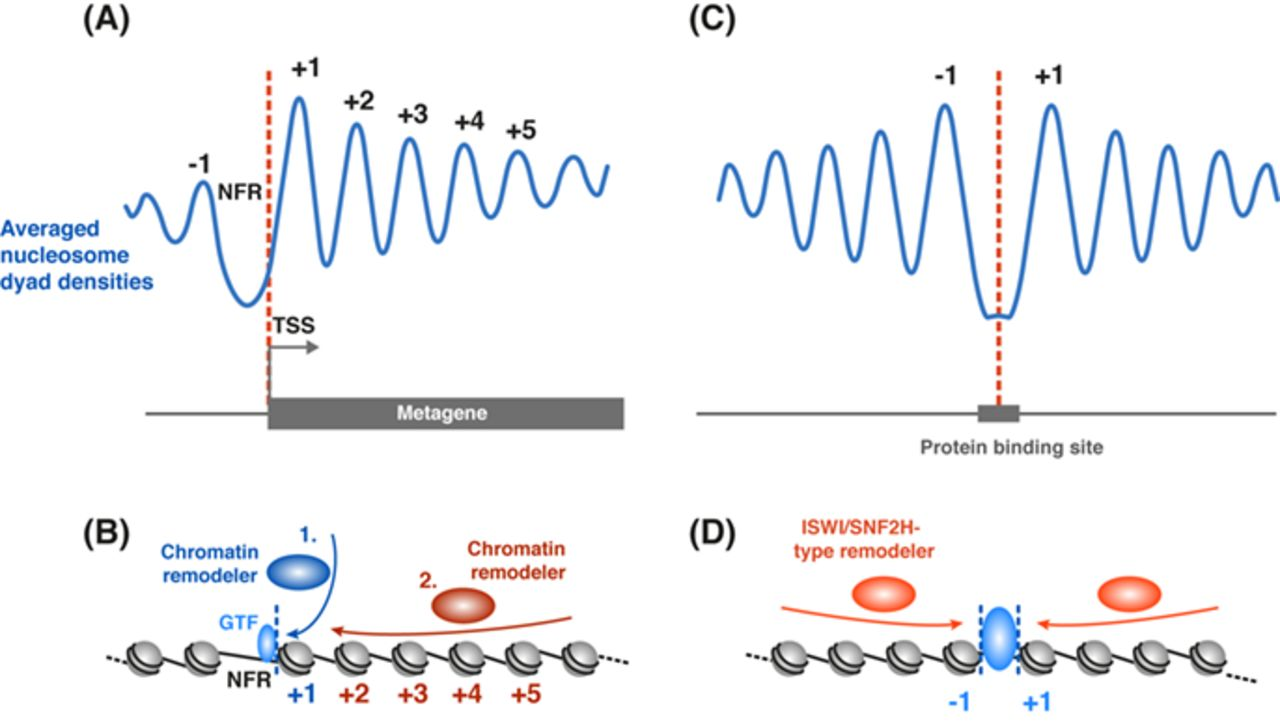 (A)
+1
+2
+3
+4
+5
-1
NFR
Averaged
nucleosome
dyad densities
TSS
Metagene
(C)
-1
+1
Protein binding site
(B)
1.
Chromatin
remodeler
Chromatin
remodeler
2.
GTF
NFR
+1
+2
+3
+4
+5
(D)
ISWI/SNF2H-
type remodeler
-1
+1